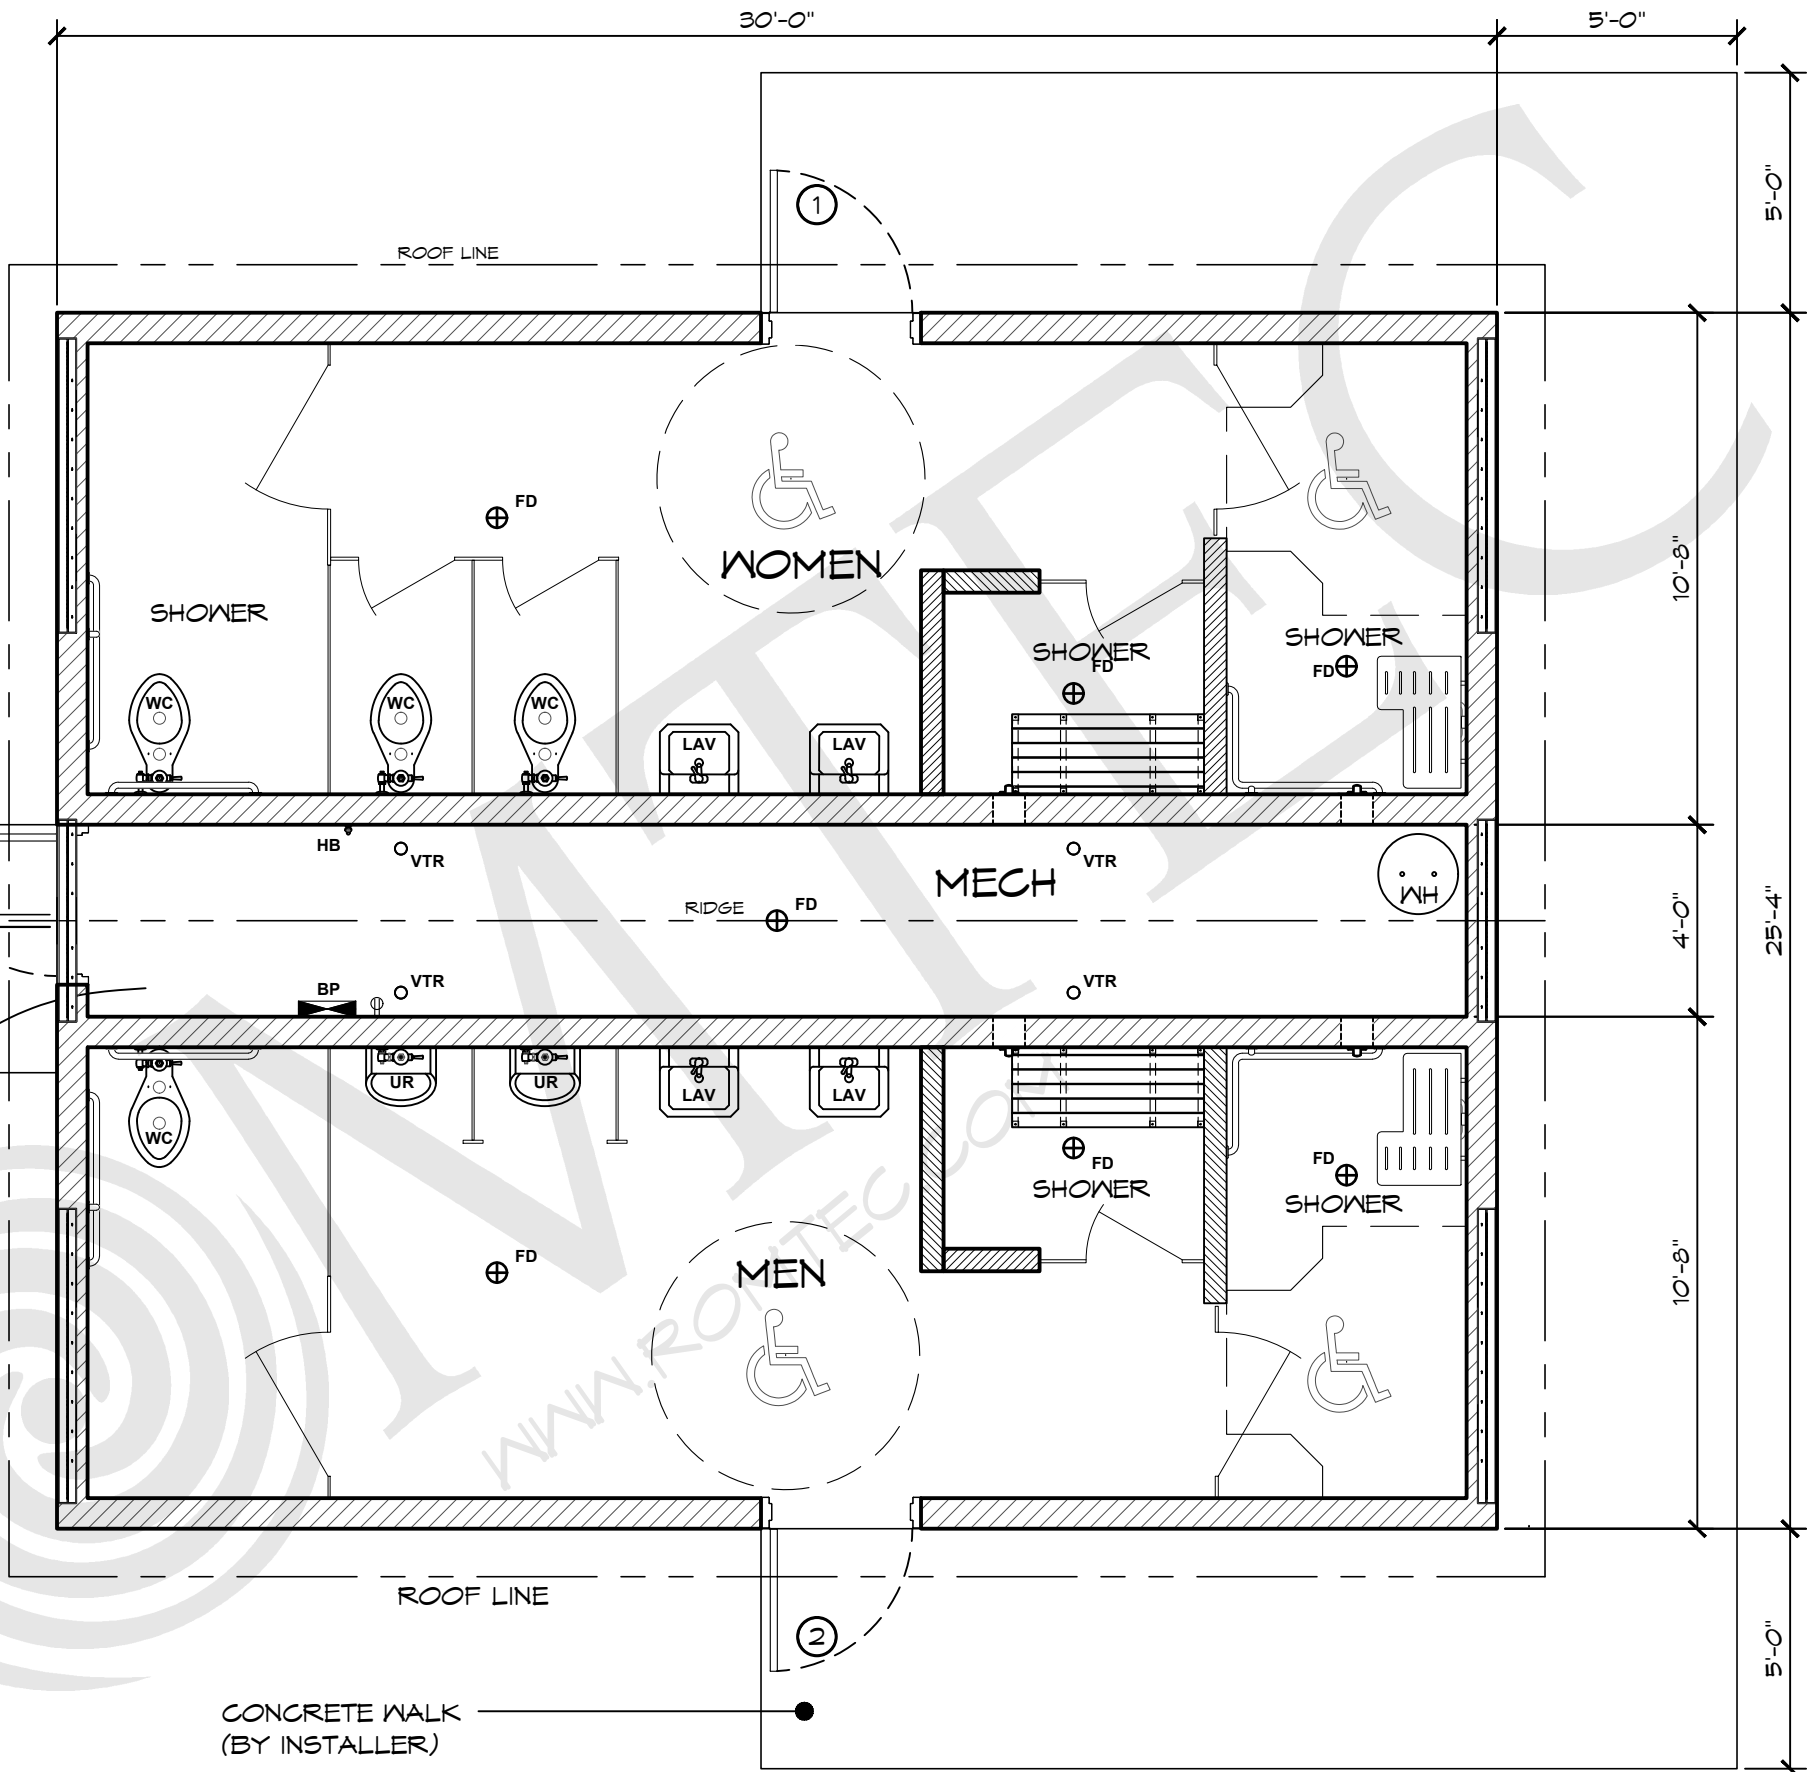 30'-0"
5'-0"
5'-0"
1
ROOF LINE
FD
WOMEN
10'-8"
SHOWER
SHOWER
FD
SHOWER
FD
WC
WC
WC
LAV
LAV
HB
VTR
VTR
MECH
WH
RIDGE
FD
4'-0"
25'-4"
BP
VTR
VTR
WC
UR
UR
LAV
LAV
FD
SHOWER
FD
SHOWER
FD
MEN
10'-8"
ROOF LINE
2
5'-0"
CONCRETE WALK
(BY INSTALLER)
OMTEC
WWW.ROMTEC.COM